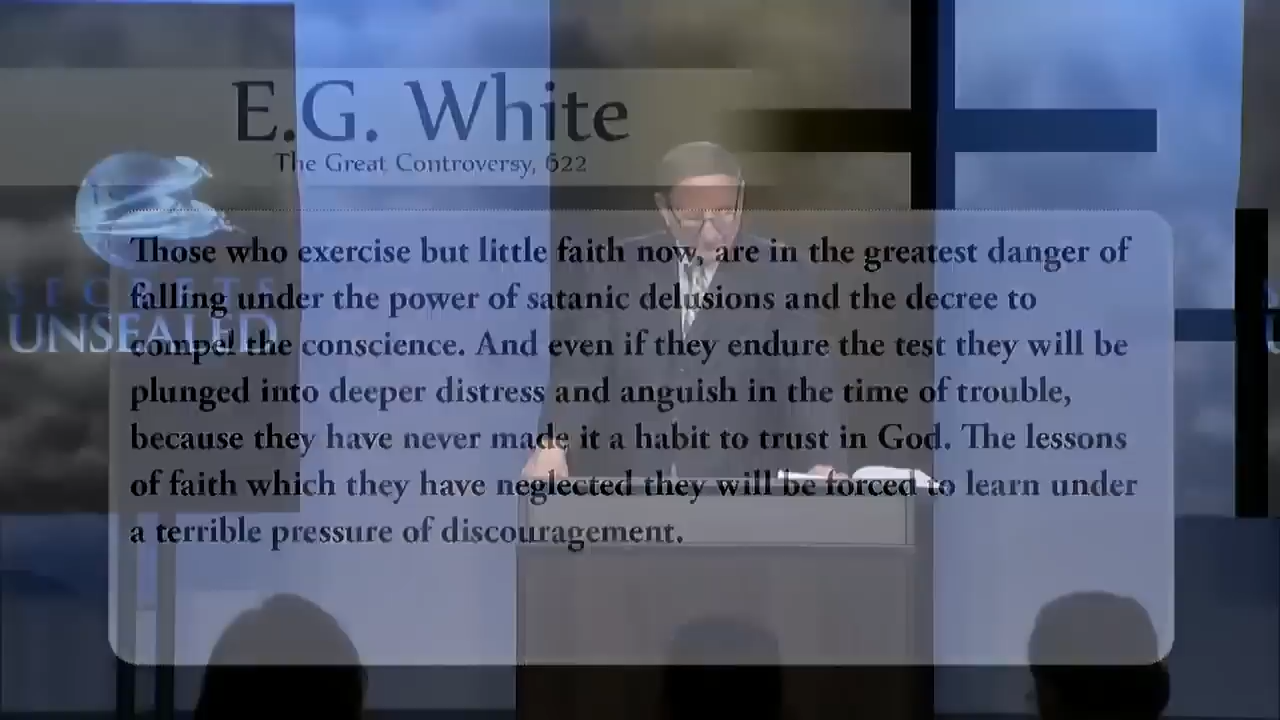 E.G. White
The Great Controversy, 622
SECRETS
UNSEALED
Those who exercise but little faith now, are in the greatest danger of
falling under the power of satanic delusions and the decree to
compel the conscience. And even if they endure the test they will be
plunged into deeper distress and anguish in the time of trouble,
because they have never made it a habit to trust in God. The lessons
of faith which they have neglected they will be forced to learn under
a terrible pressure of discouragement.